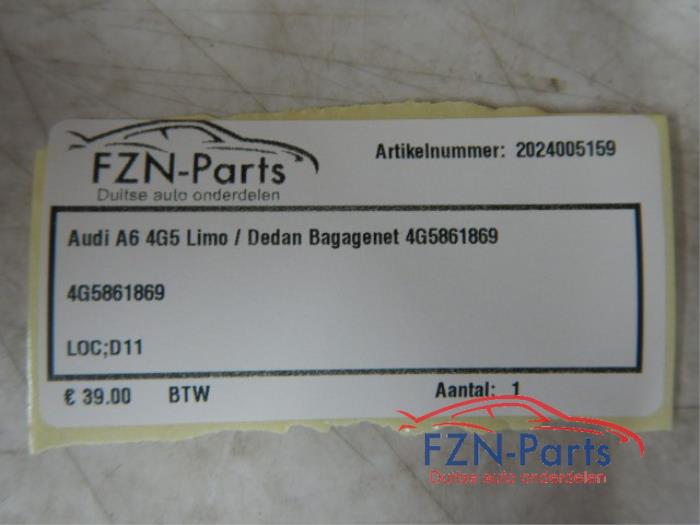 FZN-Parts
Duitse auto onderdelen
Artikelnummer: 2024005159
Audi A6 4G5 Limo / Dedan Bagagenet 4G5861869
4G5861869
LOC;D11
€ 39.00 BTW Aantal: 1
FZN-Parts
Duitse auto onderdelen